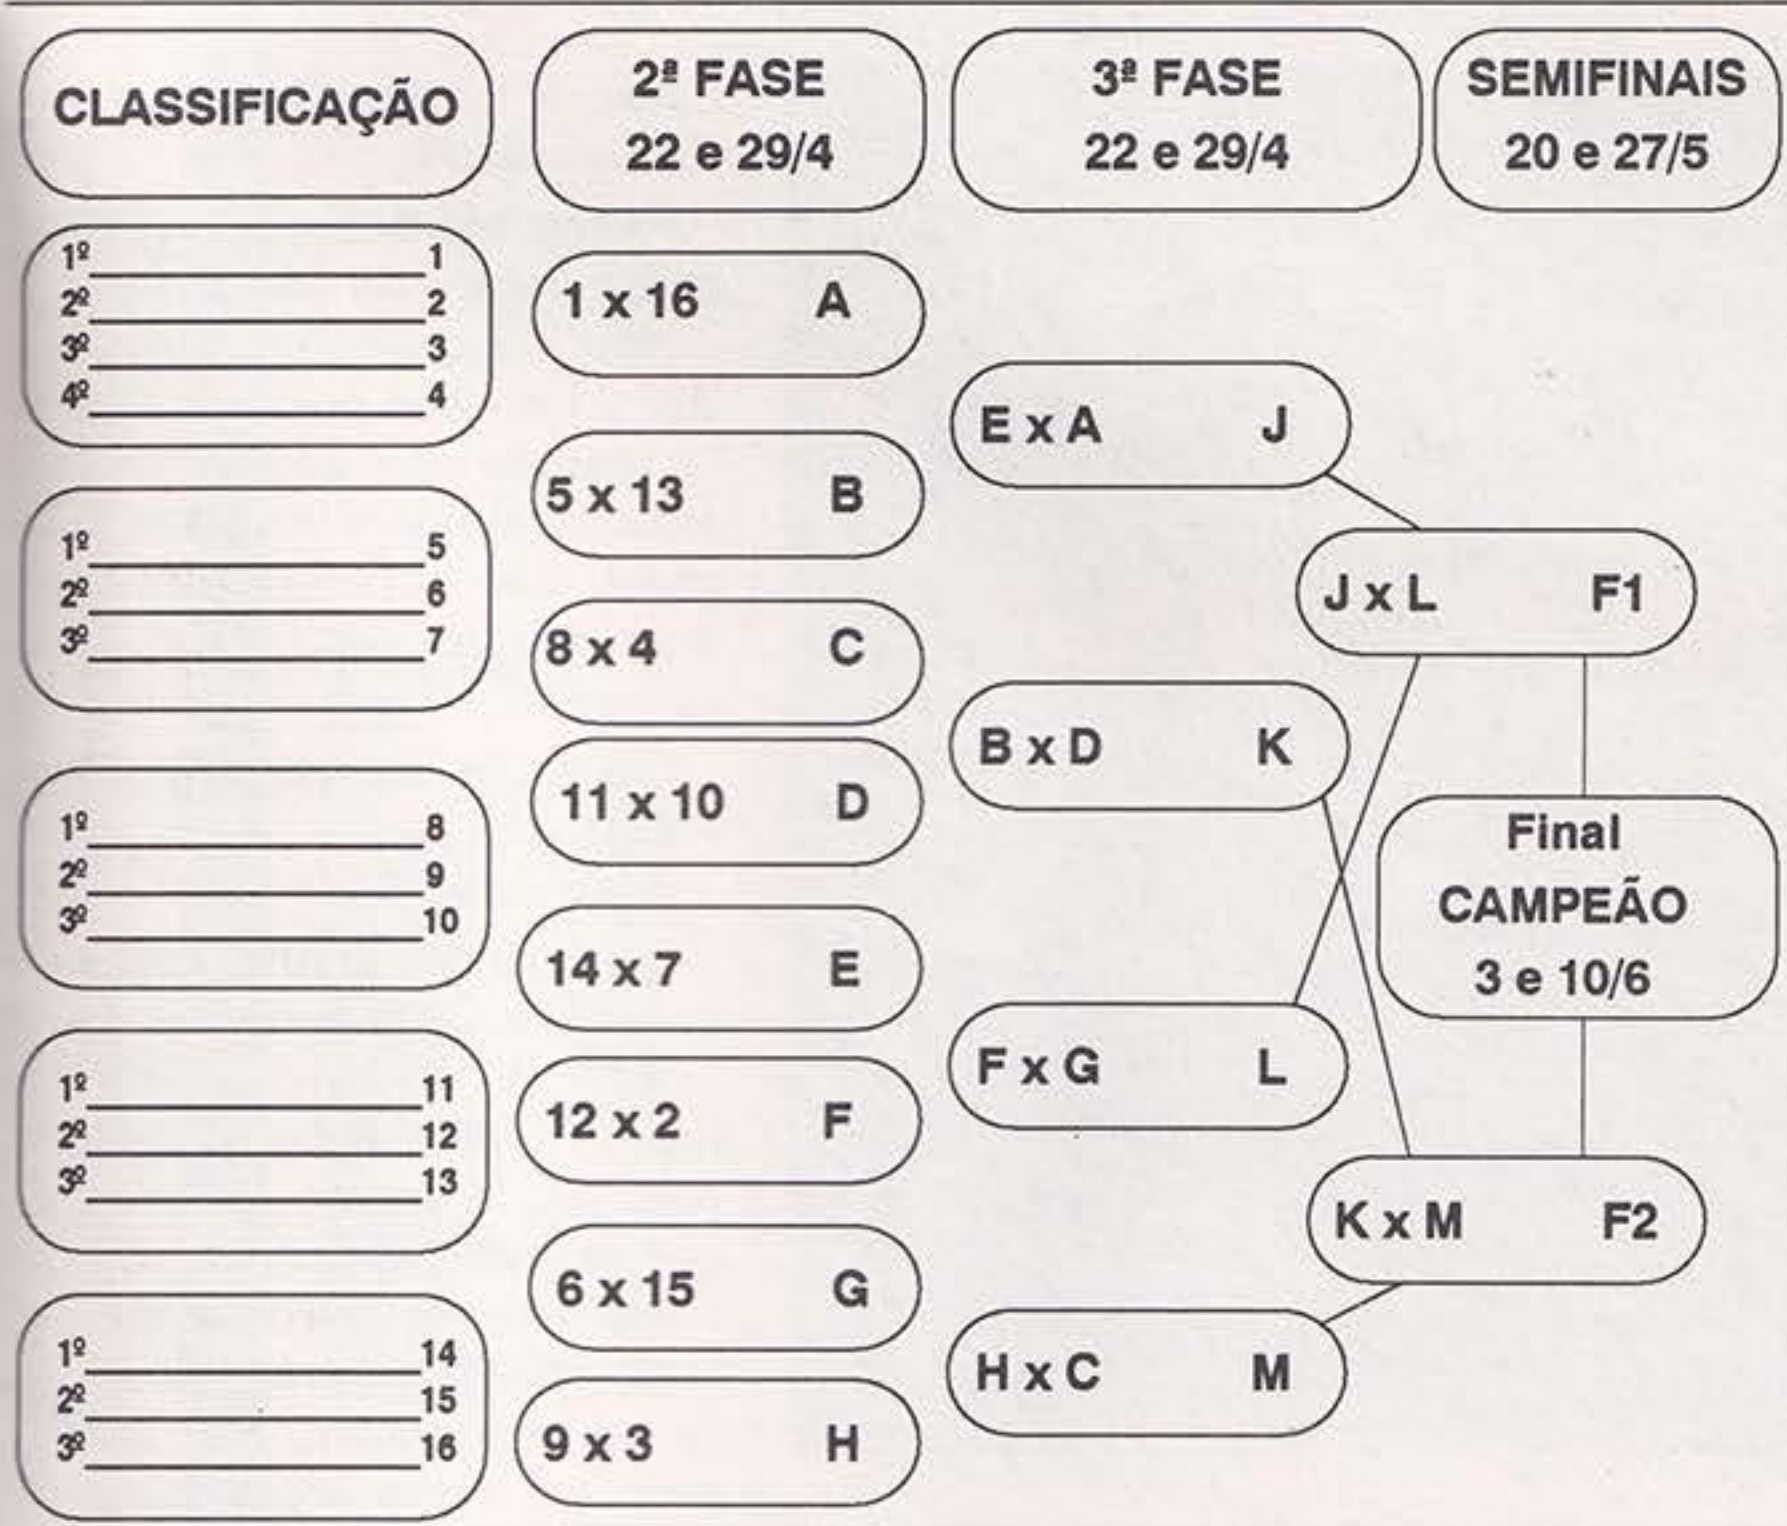 CLASSIFICAÇÃO
1º 1
2º 2
3º 3
4º 4
1º 5
2º 6
3º 7
1º 8
2º 9
3º 10
1º 11
2º 12
3º 13
1º 14
2º 15
3º 16
2ª FASE
22 e 29/4
1 x 16 A
5 x 13 B
8 x 4 C
11 x 10 D
14 x 7 E
12 x 2 F
6 x 15 G
9 x 3 H
3ª FASE
22 e 29/4
E x A J
B x D K
F x G L
H x C M
SEMIFINAIS
20 e 27/5
J x L F1
Final
CAMPEÃO
3 e 10/6
K x M F2